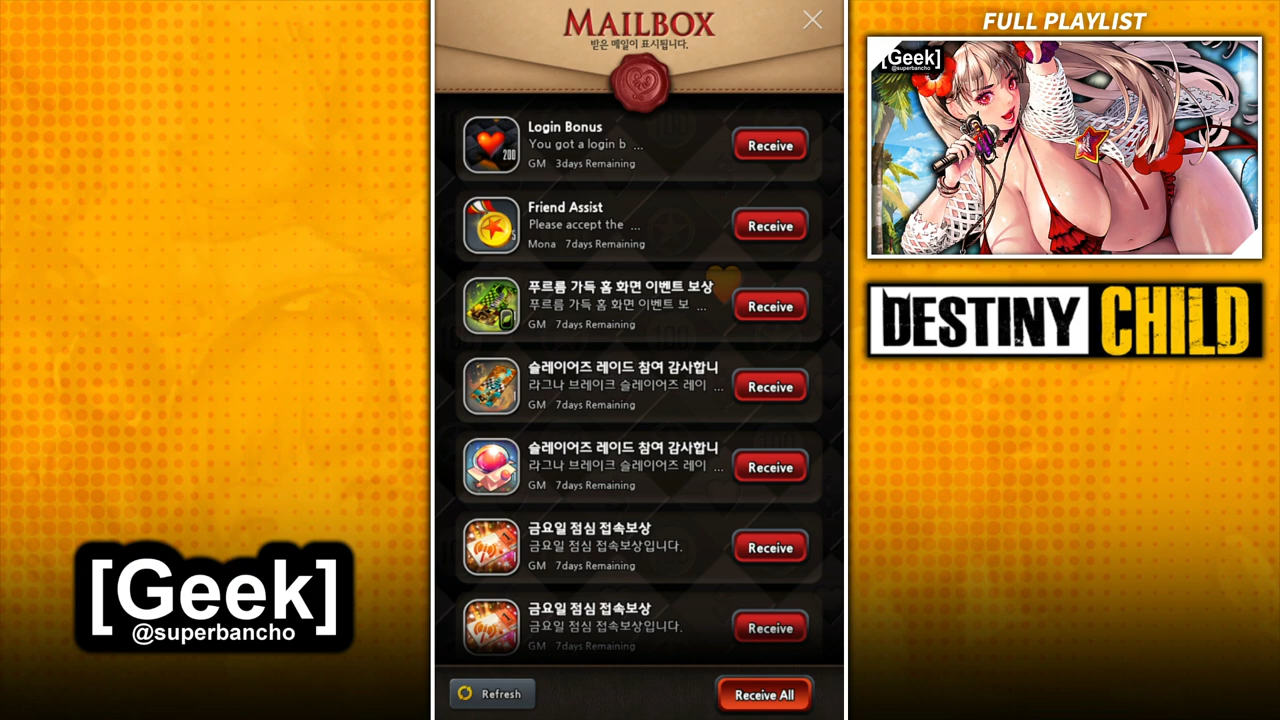 [Geek]
@superbancho
MAILBOX
받은 메일이 표시됩니다.
Login Bonus
You got a login b ...
GM 3days Remaining
200
Receive
Friend Assist
Please accept the ...
Mona 7days Remaining
5
Receive
푸르름 가득 홈 화면 이벤트 보상
푸르름 가득 홈 화면 이벤트 보 ...
GM 7days Remaining
Receive
슬레이어즈 레이드 참여 감사합니
라그나 브레이크 슬레이어즈 레이 ...
GM 7days Remaining
Receive
슬레이어즈 레이드 참여 감사합니
라그나 브레이크 슬레이어즈 레이 ...
GM 7days Remaining
Receive
금요일 점심 접속보상
금요일 점심 접속보상입니다.
GM 7days Remaining
Receive
금요일 점심 접속보상
금요일 점심 접속보상입니다.
GM 7days Remaining
Receive
Refresh
Receive All
FULL PLAYLIST
[Geek]
@superbancho
DESTINY CHILD